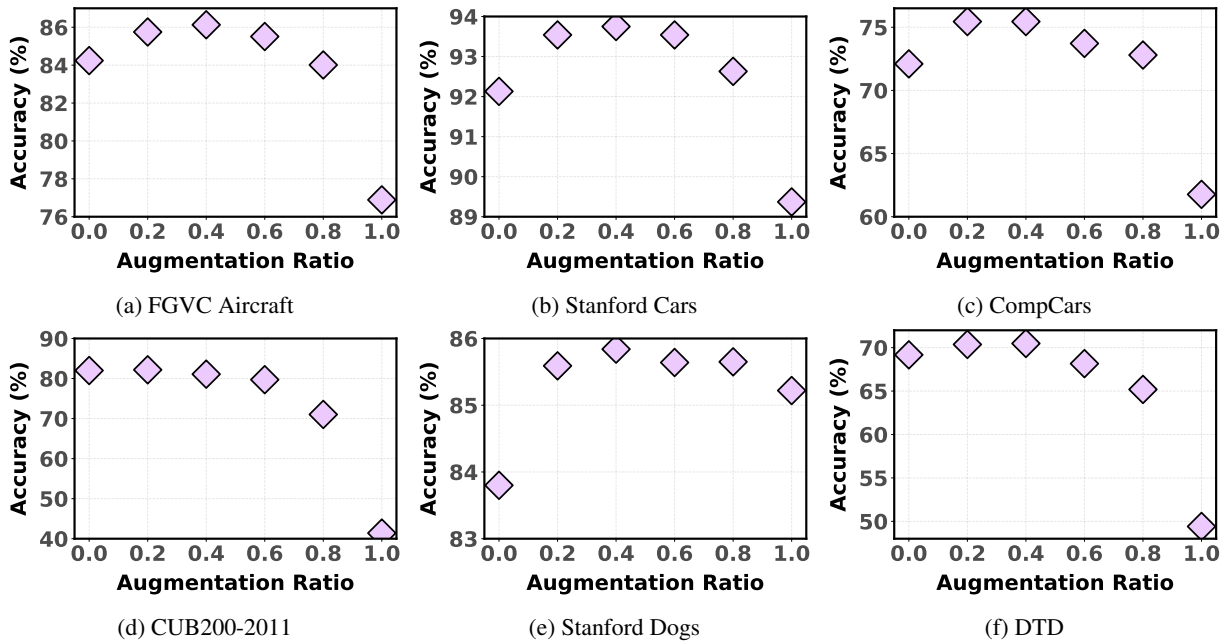 86
84
82
80
78
76
Accuracy (%)
0.0 0.2 0.4 0.6 0.8 1.0
Augmentation Ratio
(a) FGVC Aircraft
94
93
92
91
90
89
Accuracy (%)
0.0 0.2 0.4 0.6 0.8 1.0
Augmentation Ratio
(b) Stanford Cars
75
70
65
60
Accuracy (%)
0.0 0.2 0.4 0.6 0.8 1.0
Augmentation Ratio
(c) CompCars
90
80
70
60
50
40
Accuracy (%)
0.0 0.2 0.4 0.6 0.8 1.0
Augmentation Ratio
(d) CUB200-2011
86
85
84
83
Accuracy (%)
0.0 0.2 0.4 0.6 0.8 1.0
Augmentation Ratio
(e) Stanford Dogs
70
65
60
55
50
Accuracy (%)
0.0 0.2 0.4 0.6 0.8 1.0
Augmentation Ratio
(f) DTD